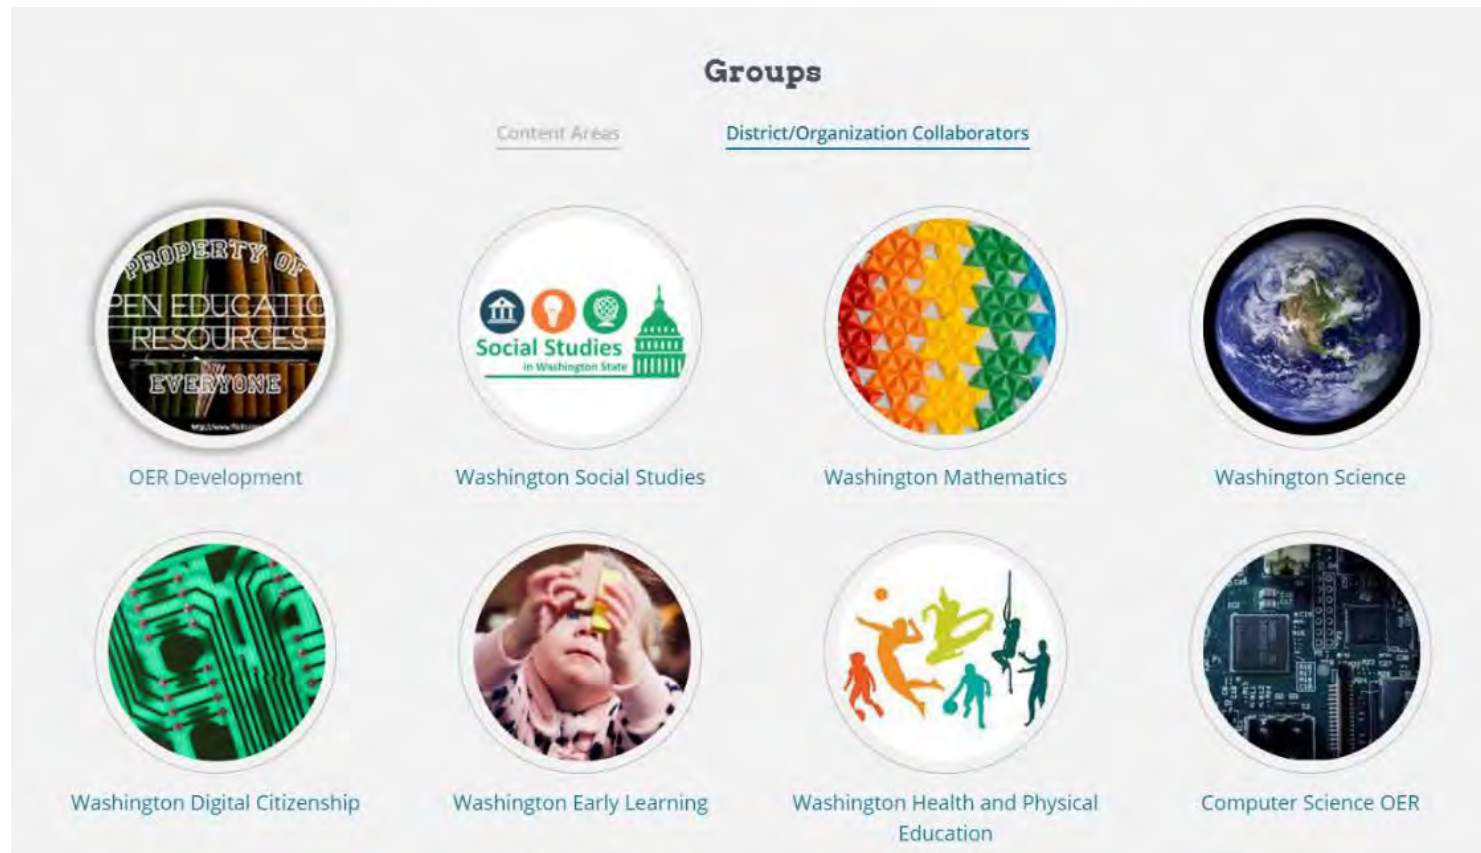 Groups
Content Areas
District/Organization Collaborators
PROPERTY OF
PEN EDUCATIO
RESOURCES
EVERYONE
Social Studies
in Washington State
OER Development
Washington Social Studies
Washington Mathematics
Washington Science
Washington Digital Citizenship
Washington Early Learning
Washington Health and Physical
Education
Computer Science OER